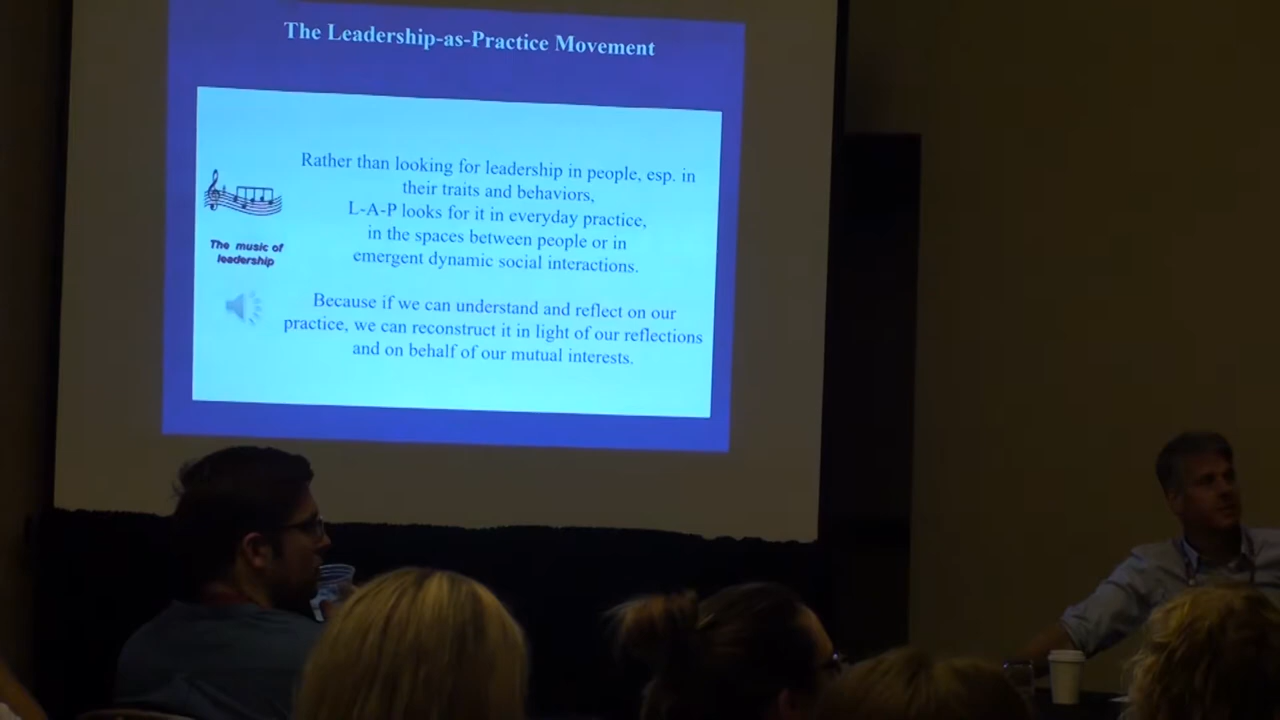 The Leadership-as-Practice Movement
Rather than looking for leadership in people, esp. in
their traits and behaviors,
L-A-P looks for it in everyday practice,
in the spaces between people or in
emergent dynamic social interactions.
The music of
leadership
Because if we can understand and reflect on our
practice, we can reconstruct it in light of our reflections
and on behalf of our mutual interests.